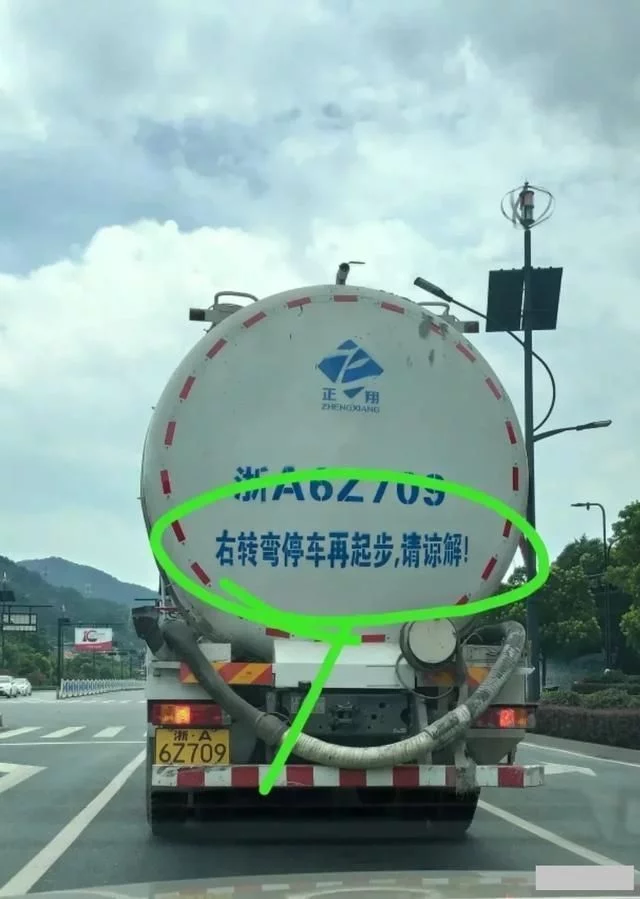 正 翔
ZHENGXIANG
浙A6Z709
右转弯停车再起步,请谅解!
浙·A
6Z709